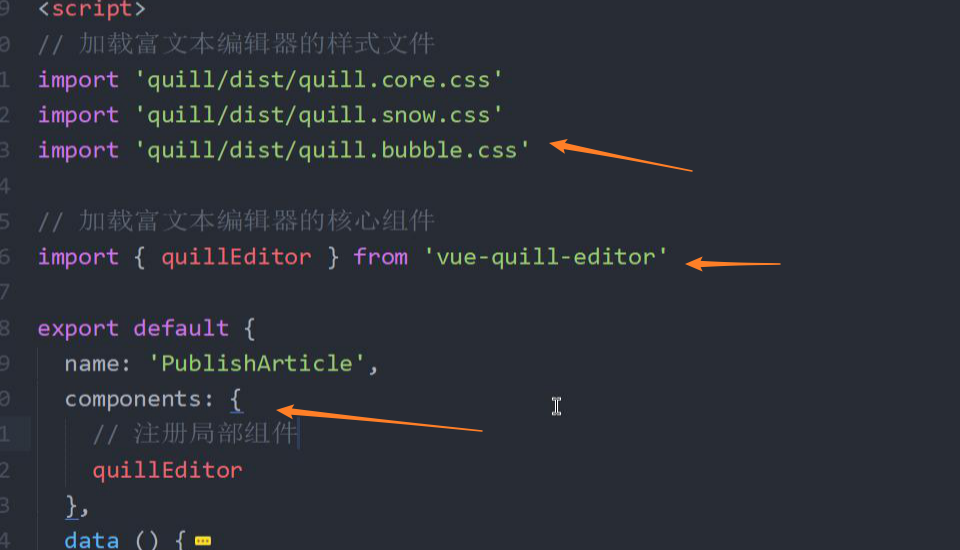 9 <script>
0 // 加载富文本编辑器的样式文件
1 import 'quill/dist/quill.core.css'
2 import 'quill/dist/quill.snow.css'
3 import 'quill/dist/quill.bubble.css'
4
5 // 加载富文本编辑器的核心组件
6 import { quillEditor } from 'vue-quill-editor'
7
8 export default {
9 name: 'PublishArticle',
0 components: {
1 // 注册局部组件
2 quillEditor
3 },
4 data () {